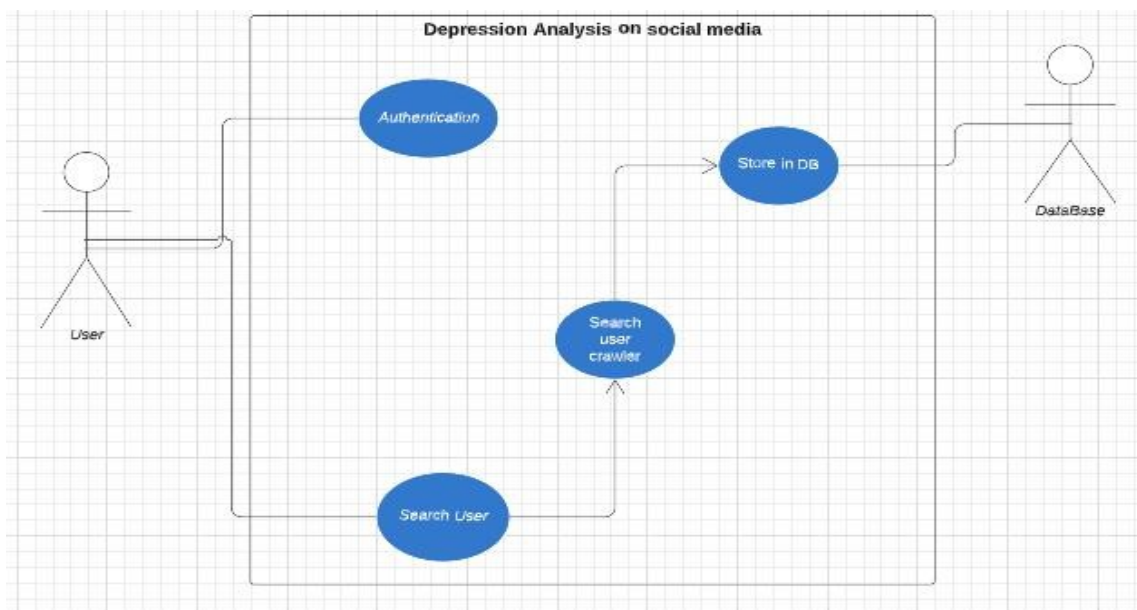 Depression Analysis on social media
Authentication
Store in DB
DataBase
User
Search
user
crawler
Search User